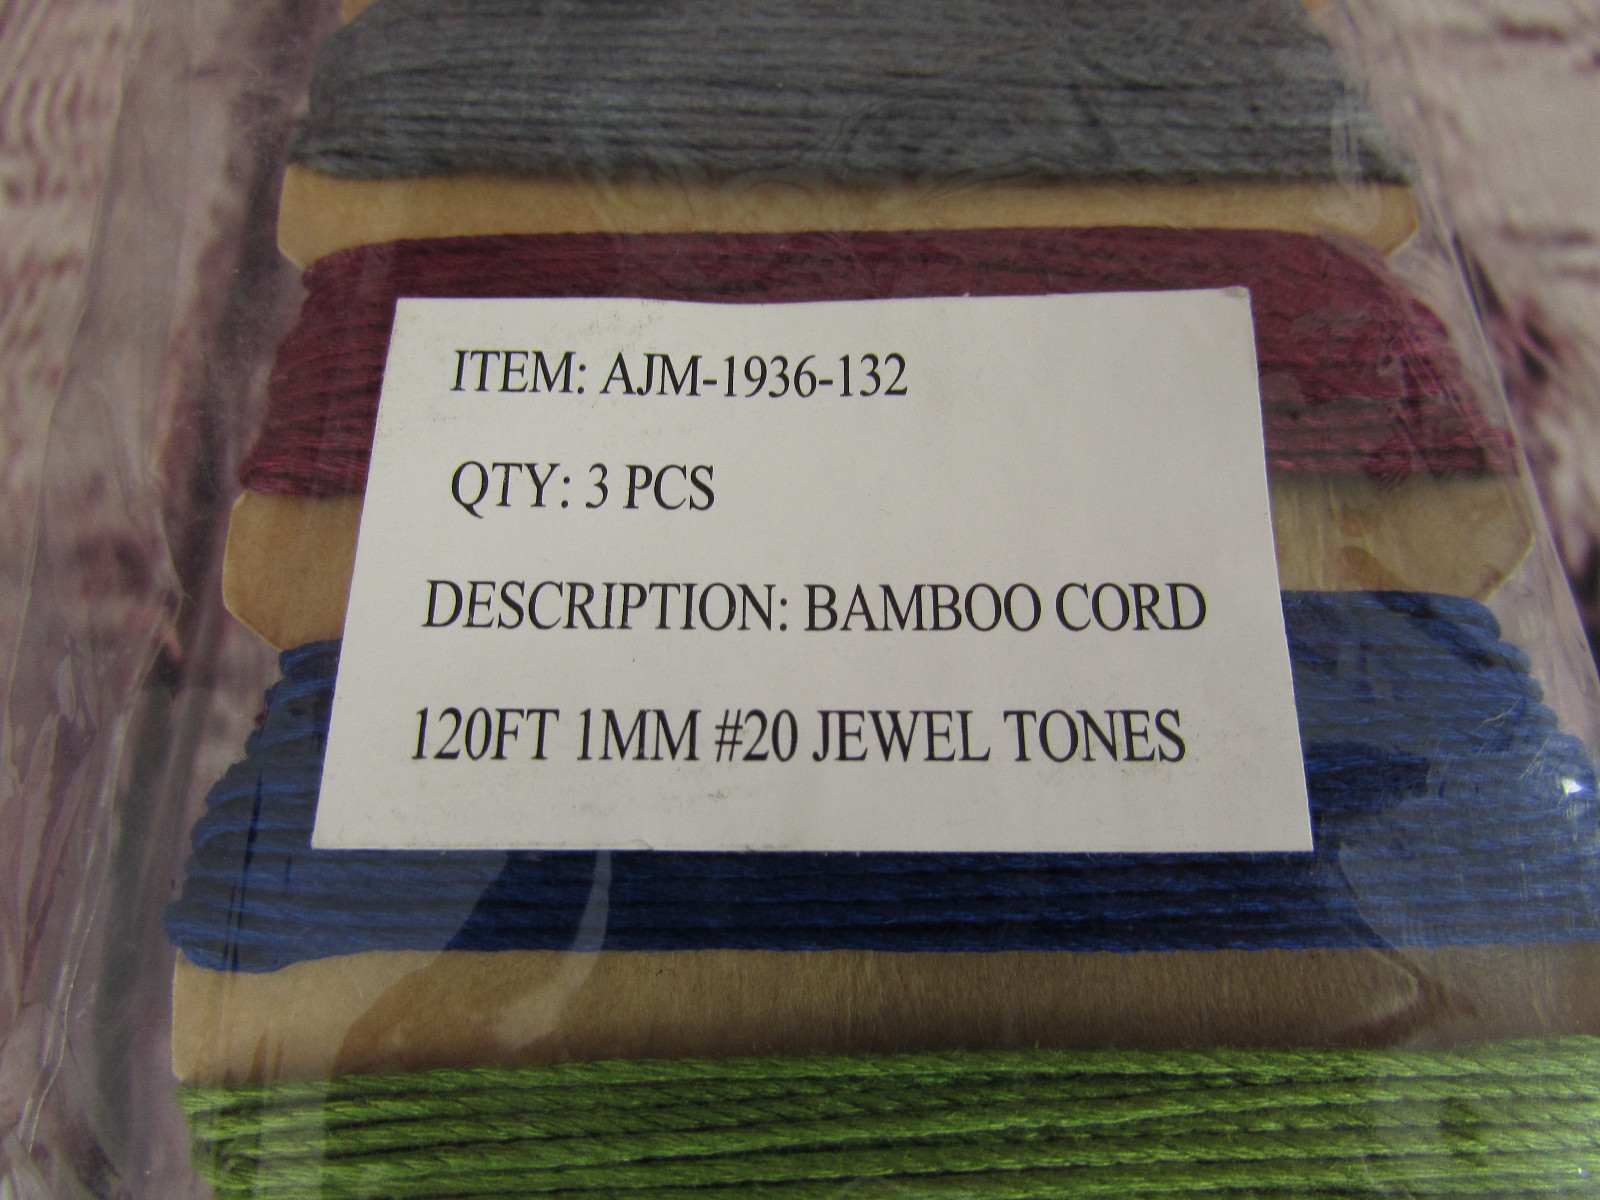 ITEM: AJM-1936-132
QTY: 3 PCS
DESCRIPTION: BAMBOO CORD
120FT 1MM #20 JEWEL TONES